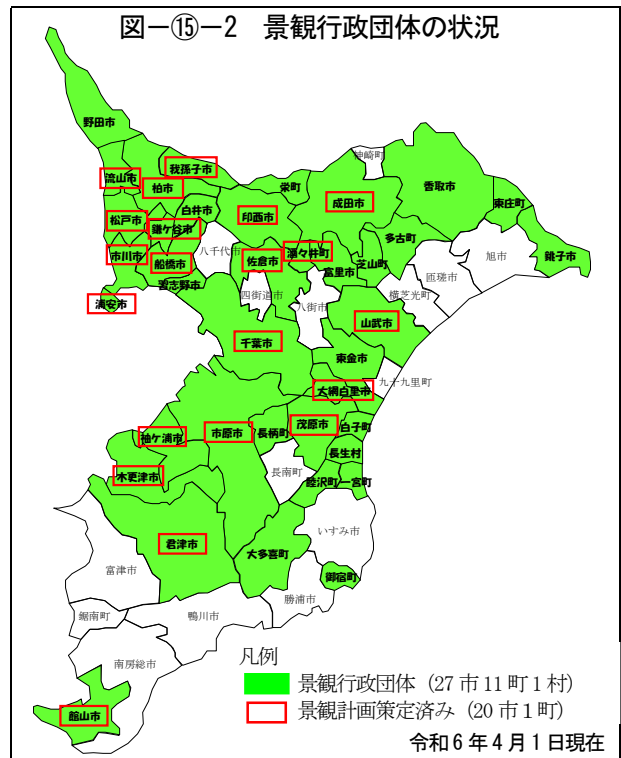 図-⑮-2 景観行政団体の状況
野田市
神崎町
我孫子市
流山市
柏市
栄町
成田市
香取市
東庄町
白井市
印西市
松戸市
鎌ケ谷市
多古町
銚子市
八千代市
酒々井町
旭市
市川市
船橋市
佐倉市
芝山町
匝瑳市
富里市
習志野市
四街道市
横芝光町
浦安市
八街市
山武市
千葉市
東金市
九十九里町
大網白里市
茂原市
白子町
袖ケ浦市
市原市
長柄町
長生村
長南町
木更津市
睦沢町
一宮町
いすみ市
君津市
大多喜町
富津市
御宿町
勝浦市
鋸南町
鴨川市
南房総市
館山市
凡例
景観行政団体(27市11町1村)
景観計画策定済み(20市1町)
令和6年4月1日現在